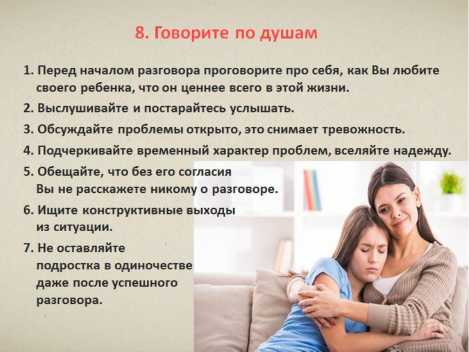 8. Говорите по душам
1. Перед началом разговора проговорите про себя, как Вы любите
своего ребенка, что он ценнее всего в этой жизни.
2. Выслушивайте и постарайтесь услышать.
3. Обсуждайте проблемы открыто, это снимает тревожность.
4. Подчеркивайте временный характер проблем, вселяйте надежду.
5. Обещайте, что без его согласия
Вы не расскажете никому о разговоре.
6. Ищите конструктивные выходы
из ситуации.
7. Не оставляйте
подростка в одиночестве
даже после успешного
разговора.